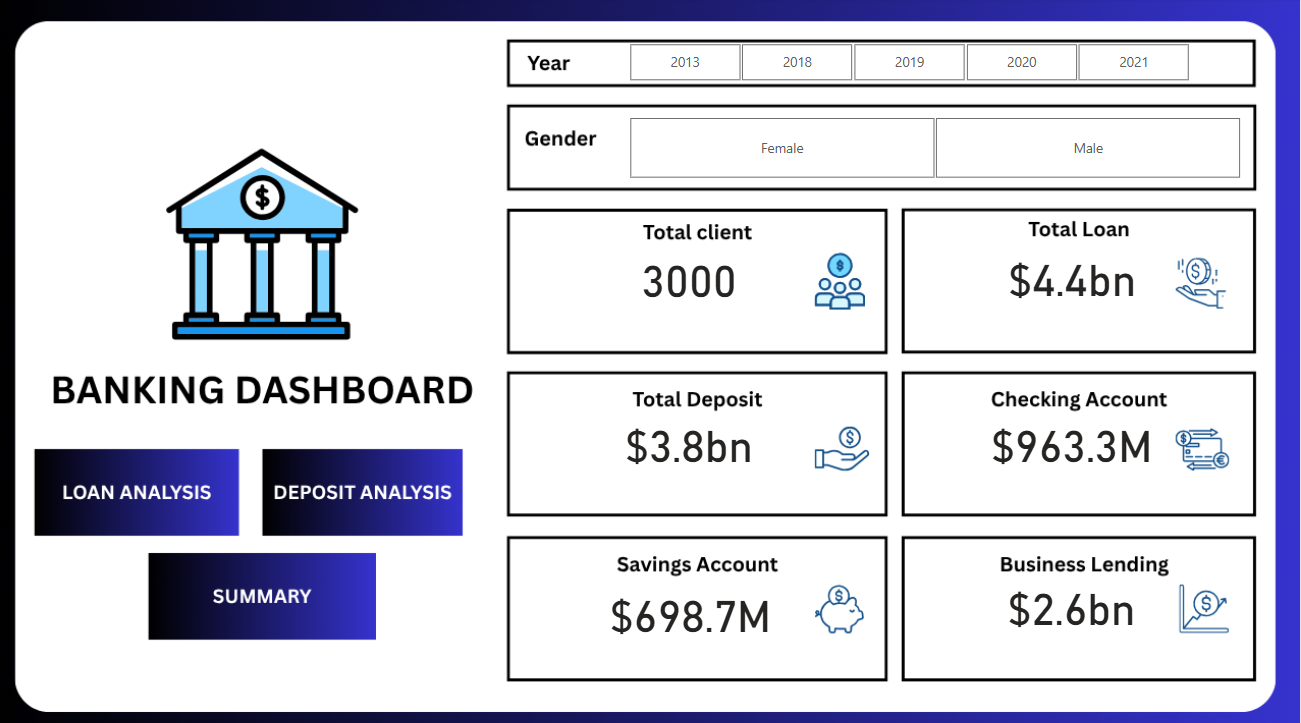 Year
2013 2018 2019 2020 2021
Gender
Female Male
$
BANKING DASHBOARD
LOAN ANALYSIS DEPOSIT ANALYSIS
SUMMARY
Total client
3000
$
Total Loan
$4.4bn
$
Total Deposit
$3.8bn
$
Checking Account
$963.3M
$
€
Savings Account
$698.7M
$
Business Lending
$2.6bn
$